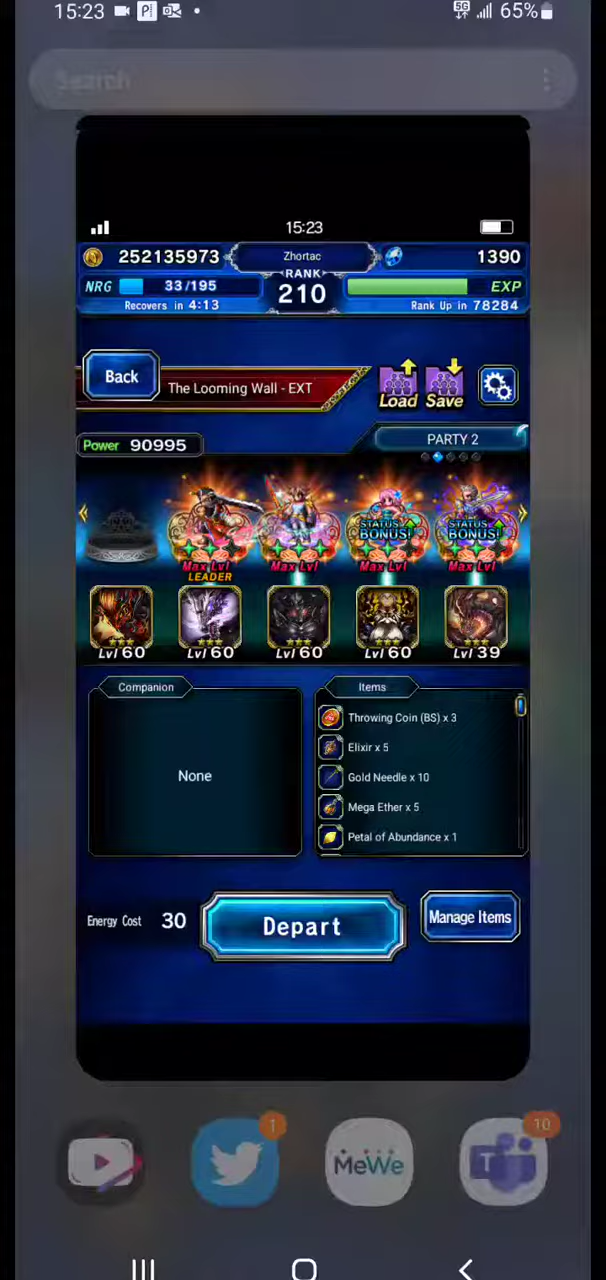 15:23
5G
65%
Search
15:23
252135973
Zhortac
1390
NRG
33/195
RANK
210
EXP
Recovers in 4:13
Rank Up in 78284
Back
The Looming Wall - EXT
Load
Save
Power 90995
PARTY 2
STATUS BONUS!
STATUS BONUS!
Max Lvl
Max Lvl
Max Lvl
Max Lvl
LEADER
Lvl 60
Lvl 60
Lvl 60
Lvl 60
Lvl 39
Companion
Items
None
Throwing Coin (BS) x 3
Elixir x 5
Gold Needle x 10
Mega Ether x 5
Petal of Abundance x 1
Energy Cost
30
Depart
Manage Items
1
10
MeWe
T